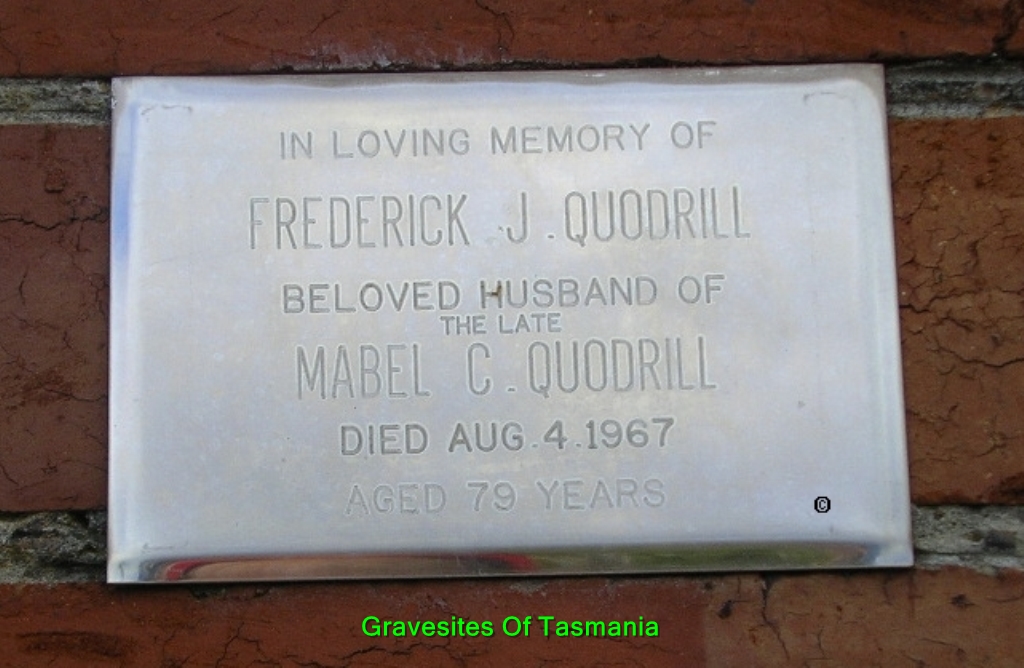 IN LOVING MEMORY OF
FREDERICK J. QUODRILL
BELOVED HUSBAND OF
THE LATE
MABEL C. QUODRILL
DIED AUG. 4. 1967
AGED 79 YEARS
©
Gravesites Of Tasmania